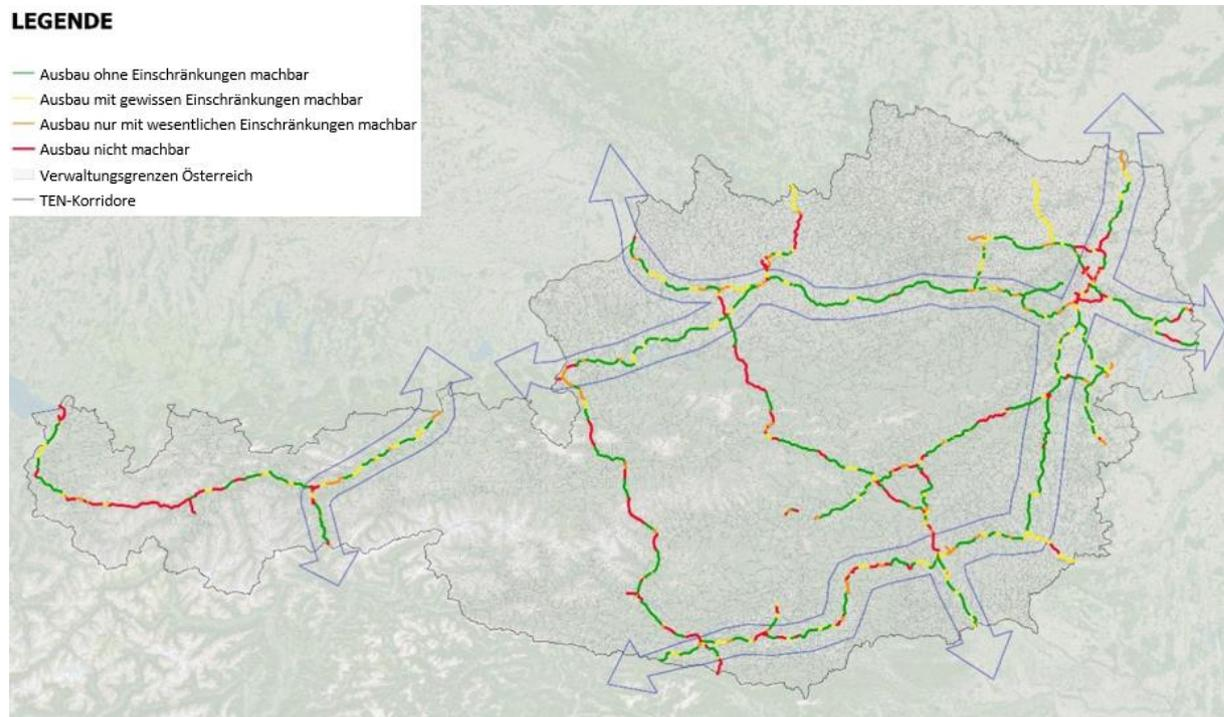 LEGENDE
Ausbau ohne Einschränkungen machbar
Ausbau mit gewissen Einschränkungen machbar
Ausbau nur mit wesentlichen Einschränkungen machbar
Ausbau nicht machbar
Verwaltungsgrenzen Österreich
TEN-Korridore